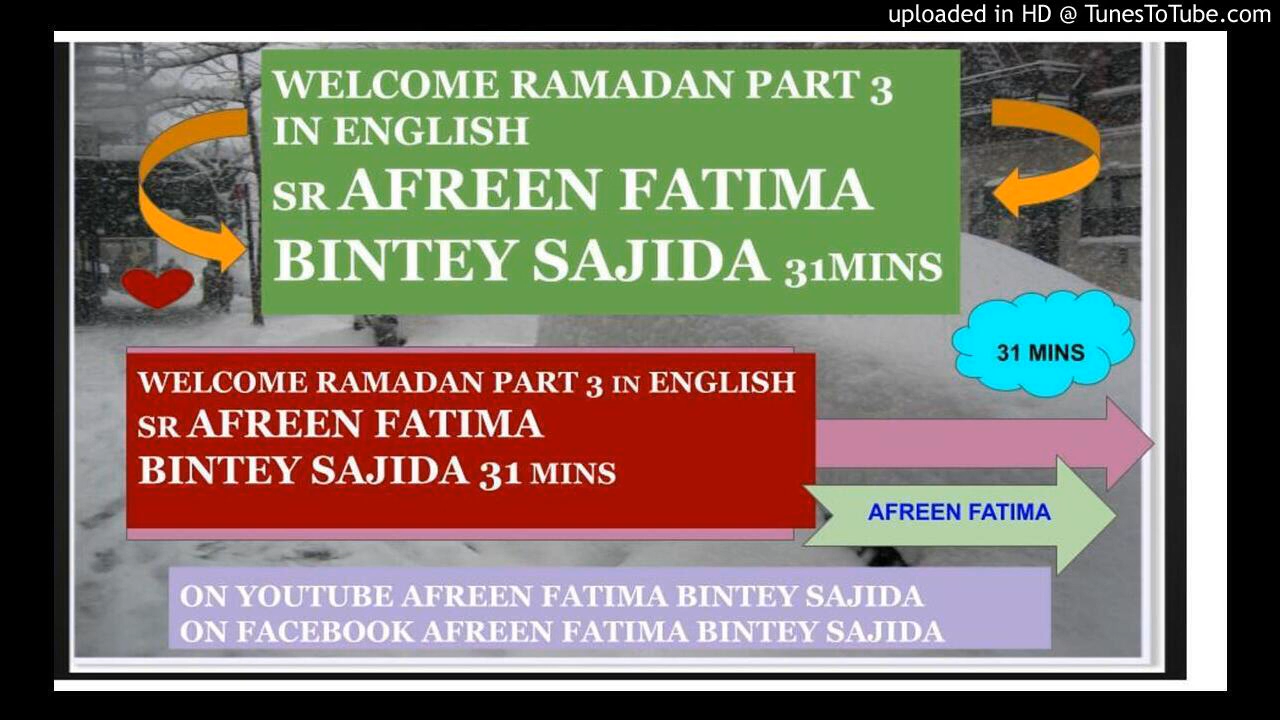 uploaded in HD @ TunesToTube.com
WELCOME RAMADAN PART 3
IN ENGLISH
SR AFREEN FATIMA
BINTEY SAJIDA 31MINS
31 MINS
WELCOME RAMADAN PART 3 IN ENGLISH
SR AFREEN FATIMA
BINTEY SAJIDA 31 MINS
AFREEN FATIMA
ON YOUTUBE AFREEN FATIMA BINTEY SAJIDA
ON FACEBOOK AFREEN FATIMA BINTEY SAJIDA